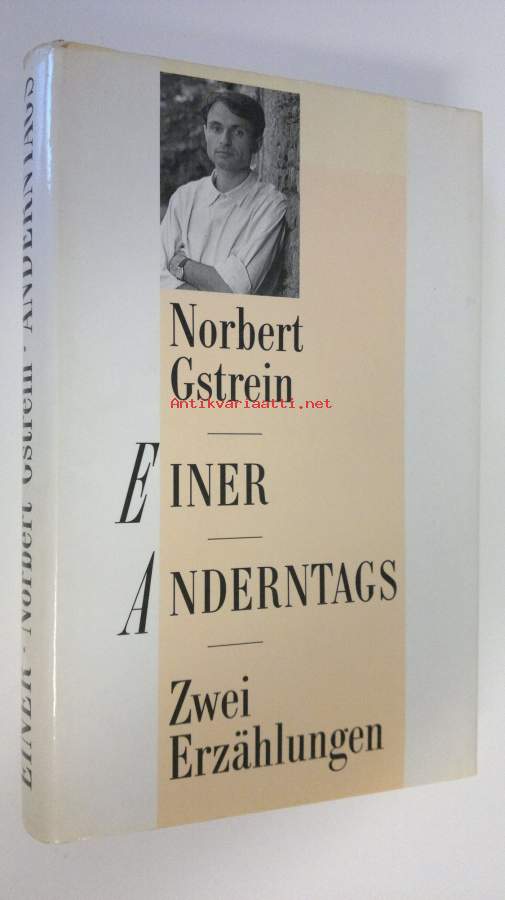 Norbert
Gstrein
Antikvariaatti.net
EINER
ANDERNTAGS
Zwei
Erzählungen
EINER · Norbert Gstrein · ANDERNTAGS